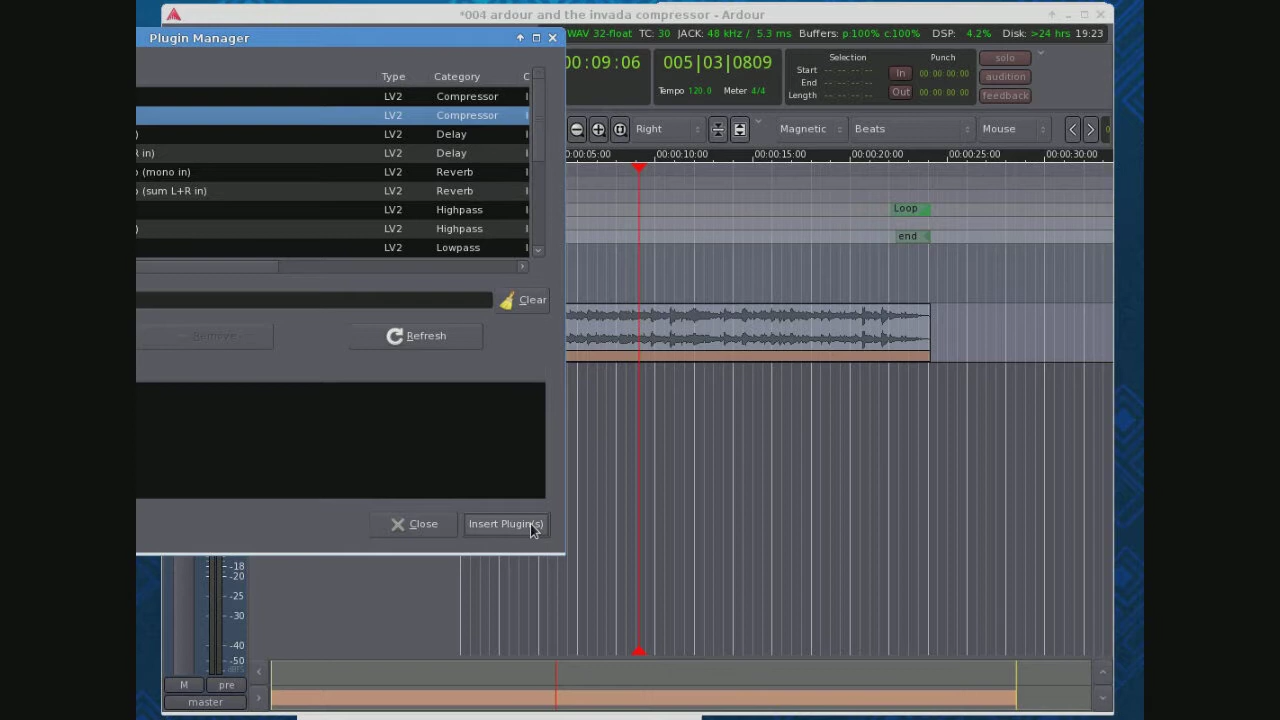 *004 ardour and the invada compressor - Ardour
WAV 32-float TC: 30 JACK: 48 kHz / 5.3 ms Buffers: p:100% c:100% DSP: 4.2% Disk: >24 hrs 19:23
Plugin Manager
00:09:06
005|03|0809
Tempo 120.0 Meter 4/4
Selection
Punch
Start --:--:--:--
End --:--:--:--
Length --:--:--:--
In 00:00:00:00
Out 00:00:00:00
solo
audition
feedback
Right
Magnetic
Beats
Mouse
0:00:05:00 00:00:10:00 00:00:15:00 00:00:20:00 00:00:25:00 00:00:30:00
Loop
end
Type Category C
LV2 Compressor I
LV2 Compressor
) LV2 Delay I
R in) LV2 Delay I
o (mono in) LV2 Reverb I
o (sum L+R in) LV2 Reverb I
LV2 Highpass I
) LV2 Highpass I
LV2 Lowpass I
Clear
Remove
Refresh
Close
Insert Plugin(s)
-18
-20
-25
-30
-40
-50
M pre
master